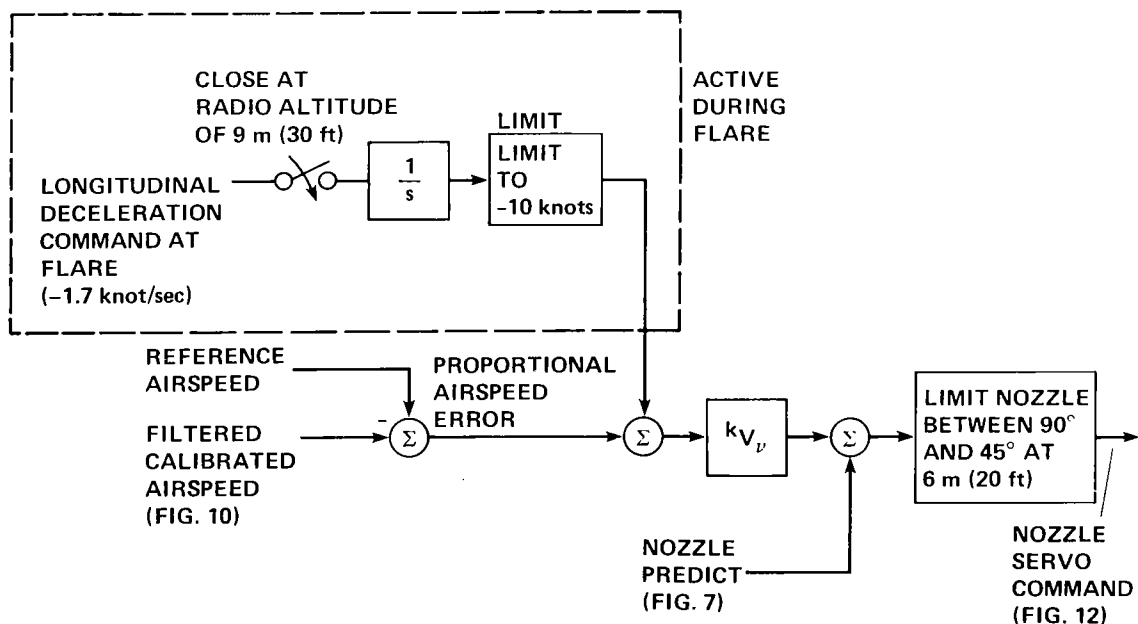 CLOSE AT
RADIO ALTITUDE
OF 9 m (30 ft)
ACTIVE
DURING
FLARE
LIMIT
LIMIT
TO
−10 knots
1
s
LONGITUDINAL
DECELERATION
COMMAND AT
FLARE
(−1.7 knot/sec)
REFERENCE
AIRSPEED
PROPORTIONAL
AIRSPEED
ERROR
−
Σ
FILTERED
CALIBRATED
AIRSPEED
(FIG. 10)
Σ
kVν
Σ
LIMIT NOZZLE
BETWEEN 90°
AND 45° AT
6 m (20 ft)
NOZZLE
PREDICT
(FIG. 7)
NOZZLE
SERVO
COMMAND
(FIG. 12)